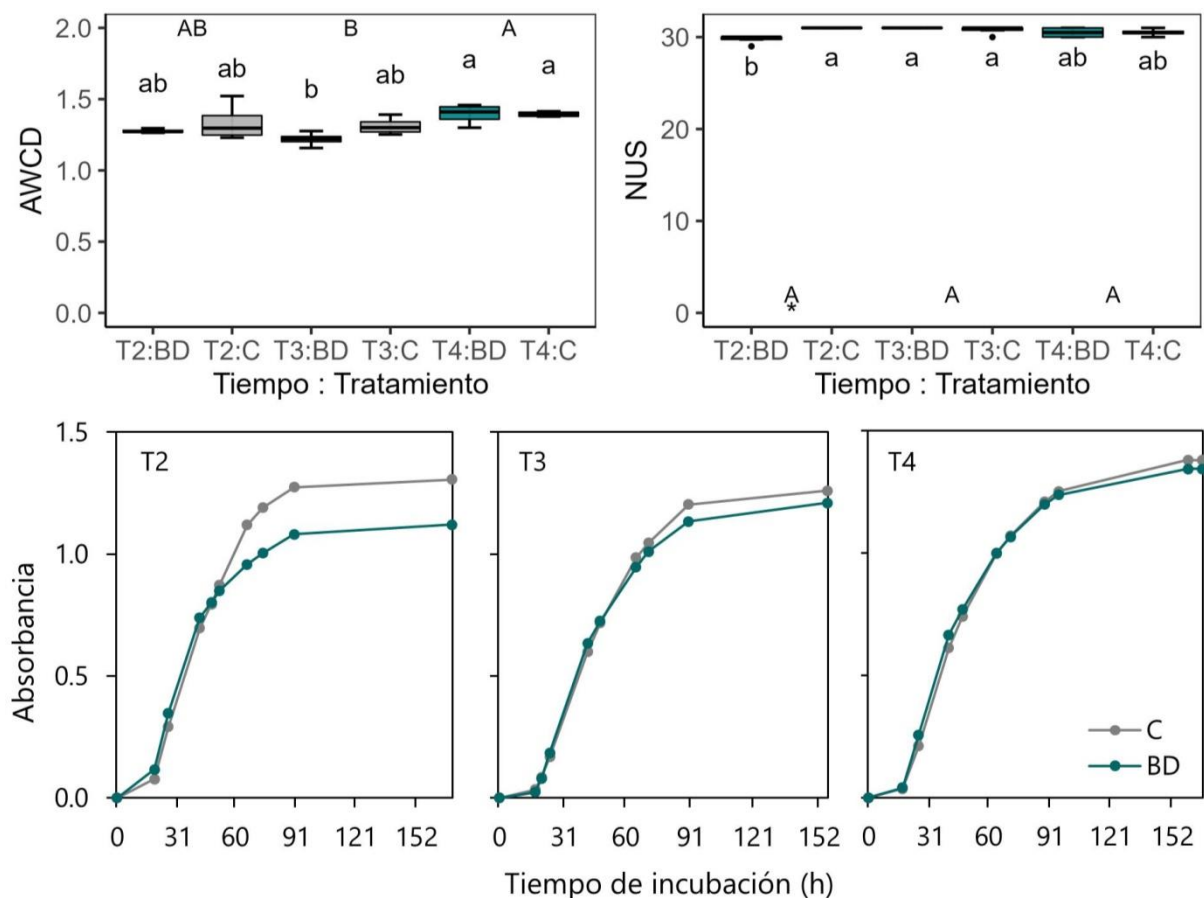 AB B A
2.0
1.5
1.0
0.5
0.0
AWCD
ab ab b ab a a
T2:BD T2:C T3:BD T3:C T4:BD T4:C
Tiempo : Tratamiento
30
20
10
0
NUS
b a a a ab ab
A A A
*
T2:BD T2:C T3:BD T3:C T4:BD T4:C
Tiempo : Tratamiento
1.5
1.0
0.5
0.0
Absorbancia
T2
T3
T4
C
BD
0 31 60 91 121 152
0 31 60 91 121 152
0 31 60 91 121 152
Tiempo de incubación (h)